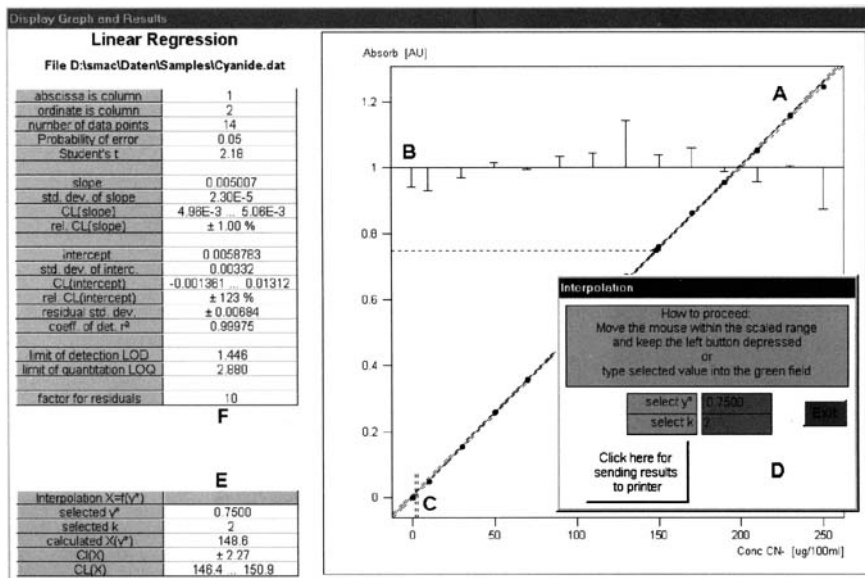 Display Graph and Results
Linear Regression
File D:\smac\Daten\Samples\Cyanide.dat
abscissa is column 1
ordinate is column 2
number of data points 14
Probability of error 0.05
Student's t 2.18
slope 0.005007
std. dev. of slope 2.30E-5
CL(slope) 4.96E-3 ... 5.06E-3
rel. CL(slope) ± 1.00 %
intercept 0.0058783
std. dev. of interc. 0.00332
CL(intercept) -0.001361 ... 0.01312
rel. CL(intercept) ± 123 %
residual std. dev. ± 0.00684
coeff. of det. r² 0.99975
limit of detection LOD 1.446
limit of quantitation LOQ 2.880
factor for residuals 10
F
E
Interpolation X=f(y*)
selected y* 0.7500
selected k 2
calculated X(y*) 148.6
CI(X) ± 2.27
CL(X) 146.4 ... 150.9
Absorb [AU]
A
1.2
B
1
0.8
0.6
0.4
0.2
0
C
0 50 100 150 200 250
Conc CN- [ug/100ml]
Interpolation
How to proceed:
Move the mouse within the scaled range
and keep the left button depressed
or
type selected value into the green field
select y* 0.7500
select k 2
Exit
Click here for
sending results
to printer
D